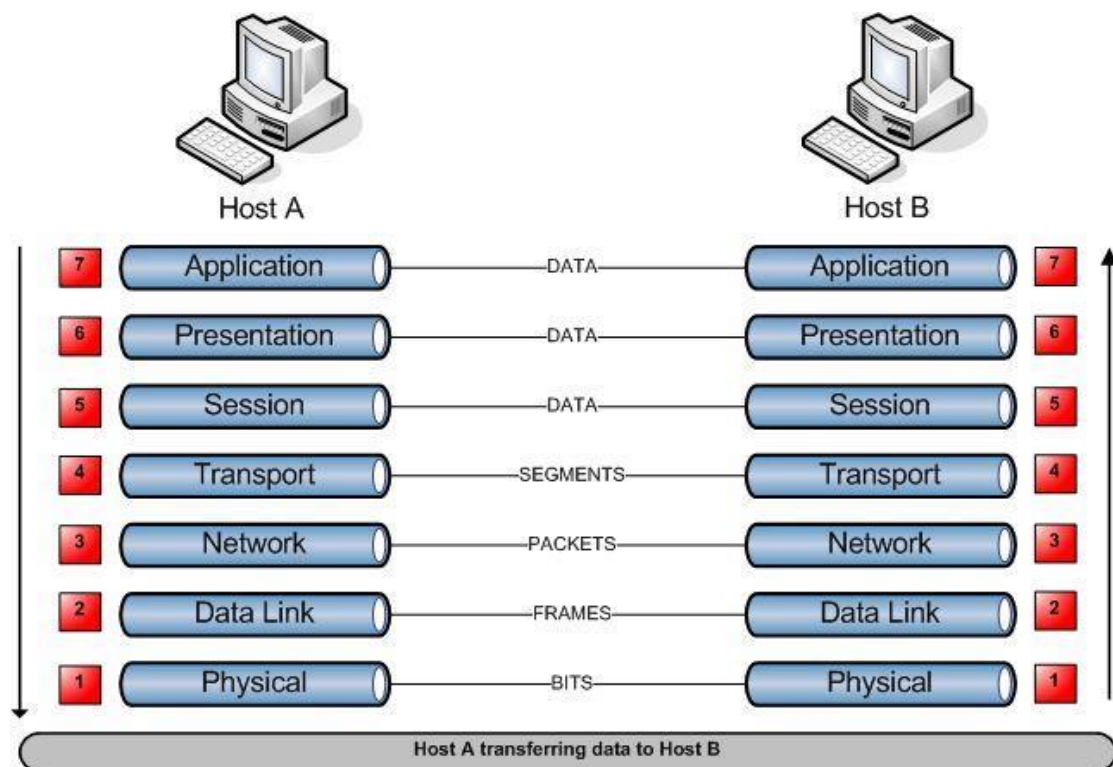 Host A Host B
7 Application DATA Application 7
6 Presentation DATA Presentation 6
5 Session DATA Session 5
4 Transport SEGMENTS Transport 4
3 Network PACKETS Network 3
2 Data Link FRAMES Data Link 2
1 Physical BITS Physical 1
Host A transferring data to Host B